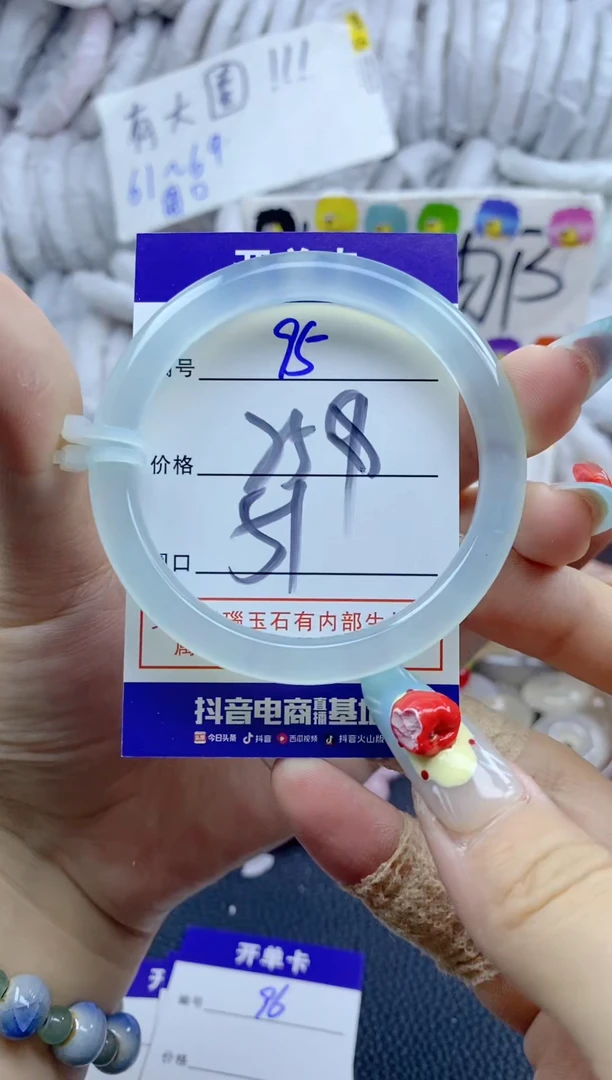 有大圈!!!
61~69
圈口
开单卡
号 95
价格
口 51
瑙玉石有内部生
抖音电商直播基地
今日头条 抖音 西瓜视频 抖音火山版
开单卡
编号 96
价格